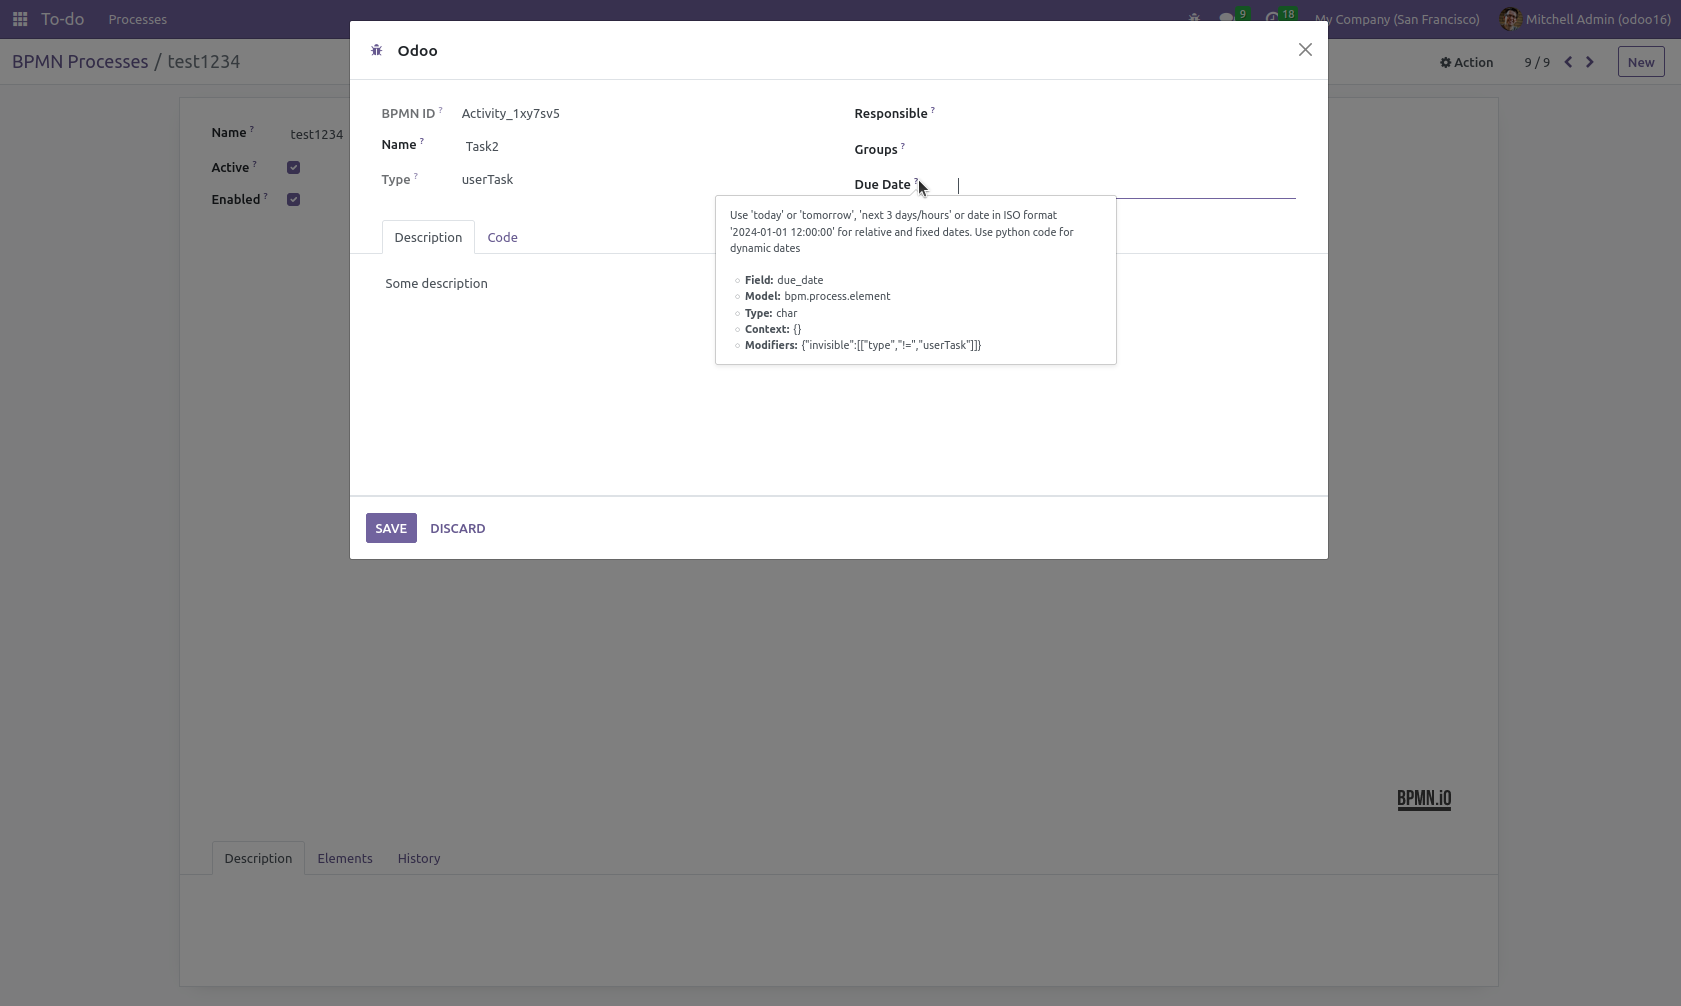 To-do Processes 9 18 My Company (San Francisco) Mitchell Admin (odoo16)
BPMN Processes / test1234 Action 9 / 9 New
Odoo
Name ? test1234
Active ?
Enabled ?
BPMN ID ? Activity_1xy7sv5
Name ? Task2
Type ? userTask
Responsible ?
Groups ?
Due Date ?
Use 'today' or 'tomorrow', 'next 3 days/hours' or date in ISO format
'2024-01-01 12:00:00' for relative and fixed dates. Use python code for
dynamic dates
Field: due_date
Model: bpm.process.element
Type: char
Context: {}
Modifiers: {"invisible":[["type","!=","userTask"]]}
Description Code
Some description
SAVE DISCARD
BPMN.iO
Description Elements History